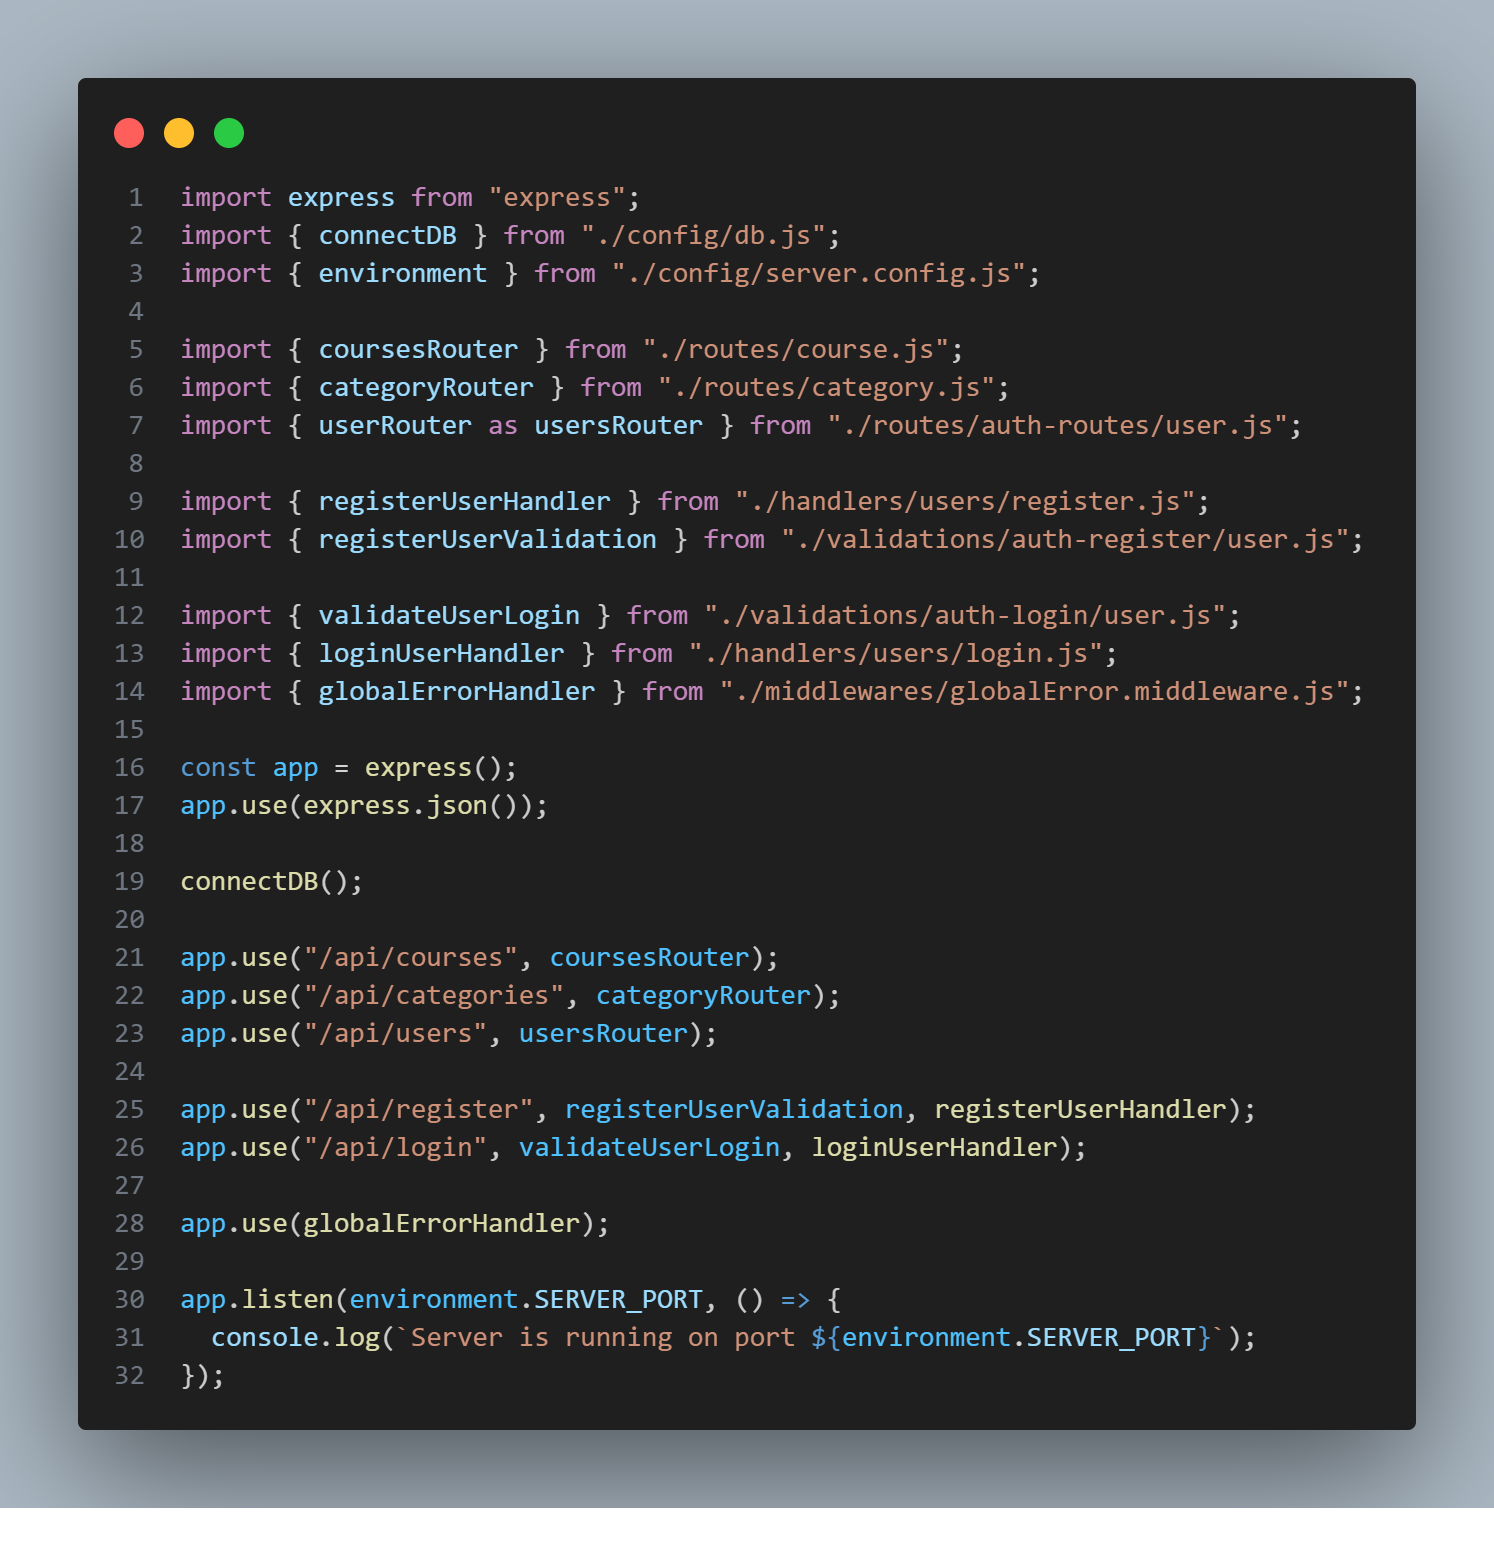 1 import express from "express";
2 import { connectDB } from "./config/db.js";
3 import { environment } from "./config/server.config.js";
4
5 import { coursesRouter } from "./routes/course.js";
6 import { categoryRouter } from "./routes/category.js";
7 import { userRouter as usersRouter } from "./routes/auth-routes/user.js";
8
9 import { registerUserHandler } from "./handlers/users/register.js";
10 import { registerUserValidation } from "./validations/auth-register/user.js";
11
12 import { validateUserLogin } from "./validations/auth-login/user.js";
13 import { loginUserHandler } from "./handlers/users/login.js";
14 import { globalErrorHandler } from "./middlewares/globalError.middleware.js";
15
16 const app = express();
17 app.use(express.json());
18
19 connectDB();
20
21 app.use("/api/courses", coursesRouter);
22 app.use("/api/categories", categoryRouter);
23 app.use("/api/users", usersRouter);
24
25 app.use("/api/register", registerUserValidation, registerUserHandler);
26 app.use("/api/login", validateUserLogin, loginUserHandler);
27
28 app.use(globalErrorHandler);
29
30 app.listen(environment.SERVER_PORT, () => {
31   console.log(`Server is running on port ${environment.SERVER_PORT}`);
32 });